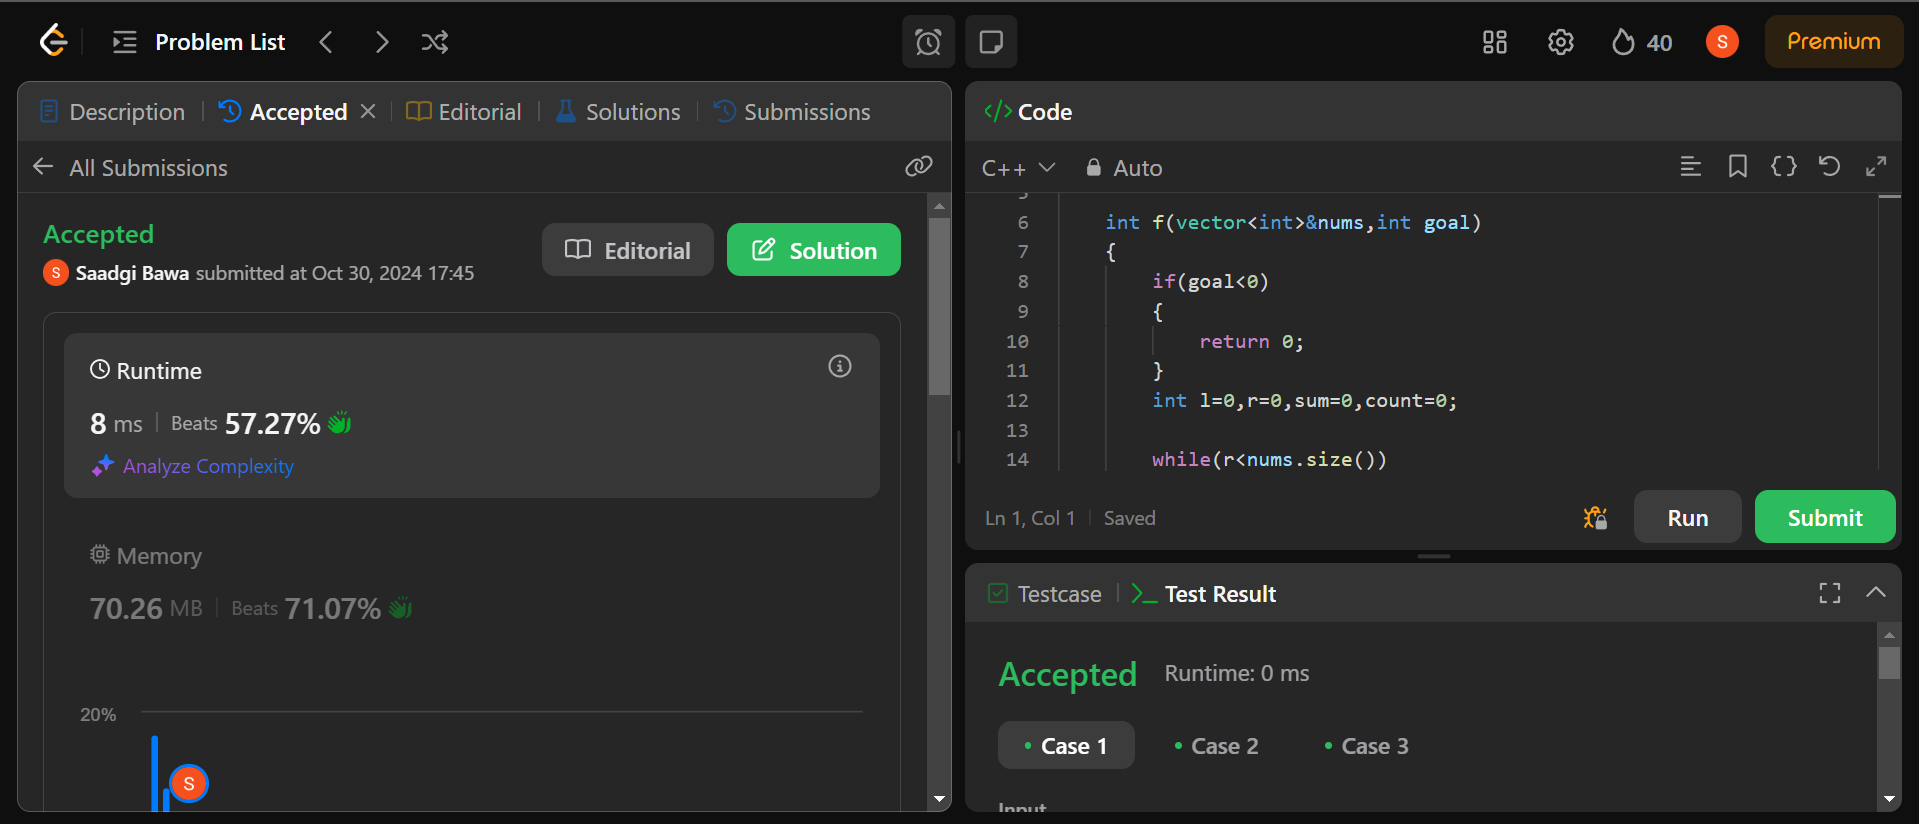 Problem List
40
S
Premium
Description
Accepted
Editorial
Solutions
Submissions
All Submissions
Accepted
S Saadgi Bawa submitted at Oct 30, 2024 17:45
Editorial
Solution
Runtime
8 ms
Beats 57.27%
Analyze Complexity
Memory
70.26 MB
Beats 71.07%
20%
S
</> Code
C++
Auto
6 int f(vector<int>&nums,int goal)
7 {
8 if(goal<0)
9 {
10 return 0;
11 }
12 int l=0,r=0,sum=0,count=0;
13
14 while(r<nums.size())
Ln 1, Col 1
Saved
Run
Submit
Testcase
Test Result
Accepted
Runtime: 0 ms
Case 1
Case 2
Case 3
Input